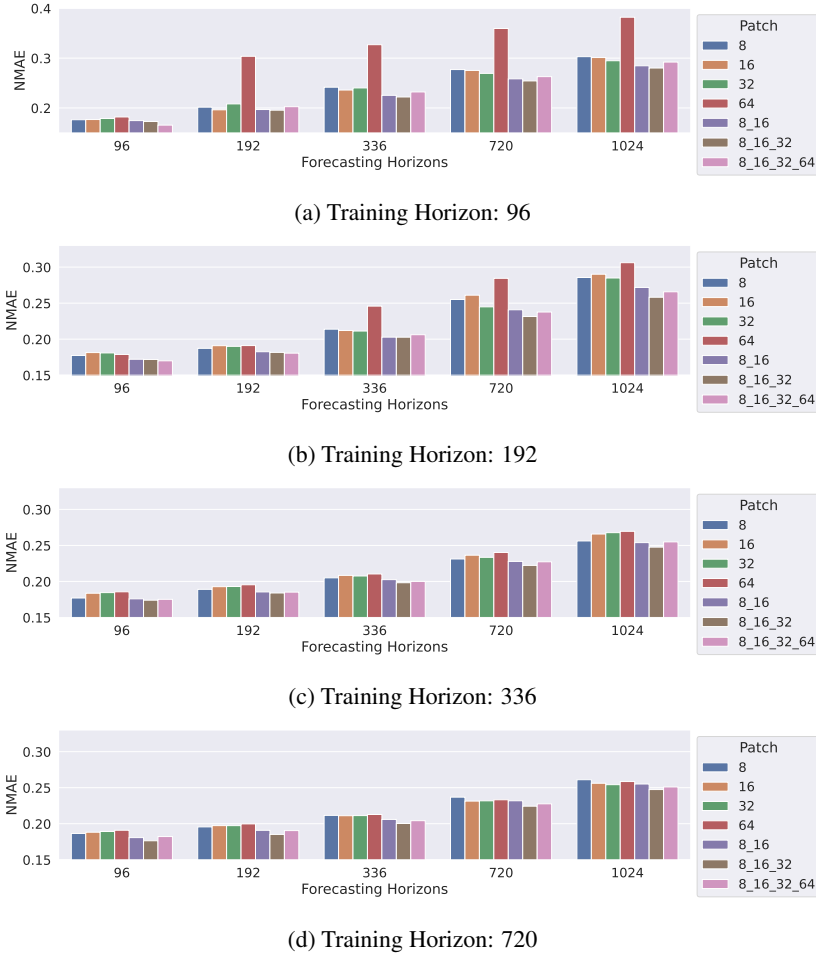 0.4
0.3
0.2
NMAE
96 192 336 720 1024
Forecasting Horizons
Patch
8
16
32
64
8_16
8_16_32
8_16_32_64
(a) Training Horizon: 96
0.30
0.25
0.20
0.15
NMAE
96 192 336 720 1024
Forecasting Horizons
Patch
8
16
32
64
8_16
8_16_32
8_16_32_64
(b) Training Horizon: 192
0.30
0.25
0.20
0.15
NMAE
96 192 336 720 1024
Forecasting Horizons
Patch
8
16
32
64
8_16
8_16_32
8_16_32_64
(c) Training Horizon: 336
0.30
0.25
0.20
0.15
NMAE
96 192 336 720 1024
Forecasting Horizons
Patch
8
16
32
64
8_16
8_16_32
8_16_32_64
(d) Training Horizon: 720